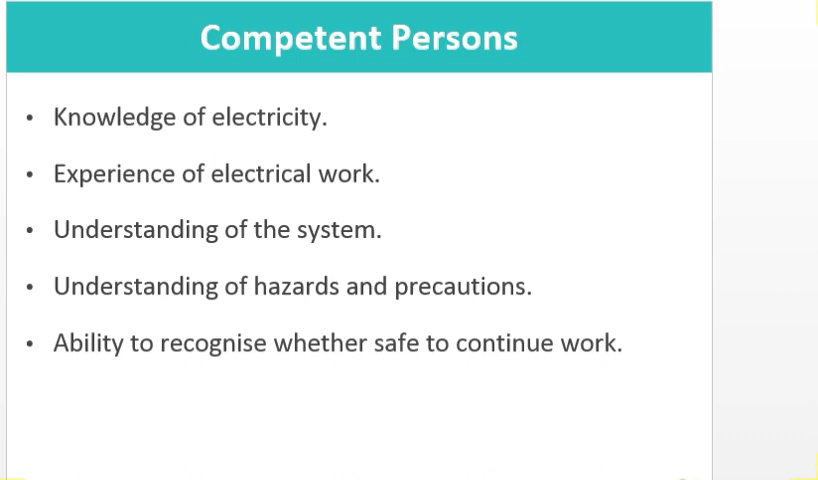 Competent Persons
• Knowledge of electricity.
• Experience of electrical work.
• Understanding of the system.
• Understanding of hazards and precautions.
• Ability to recognise whether safe to continue work.